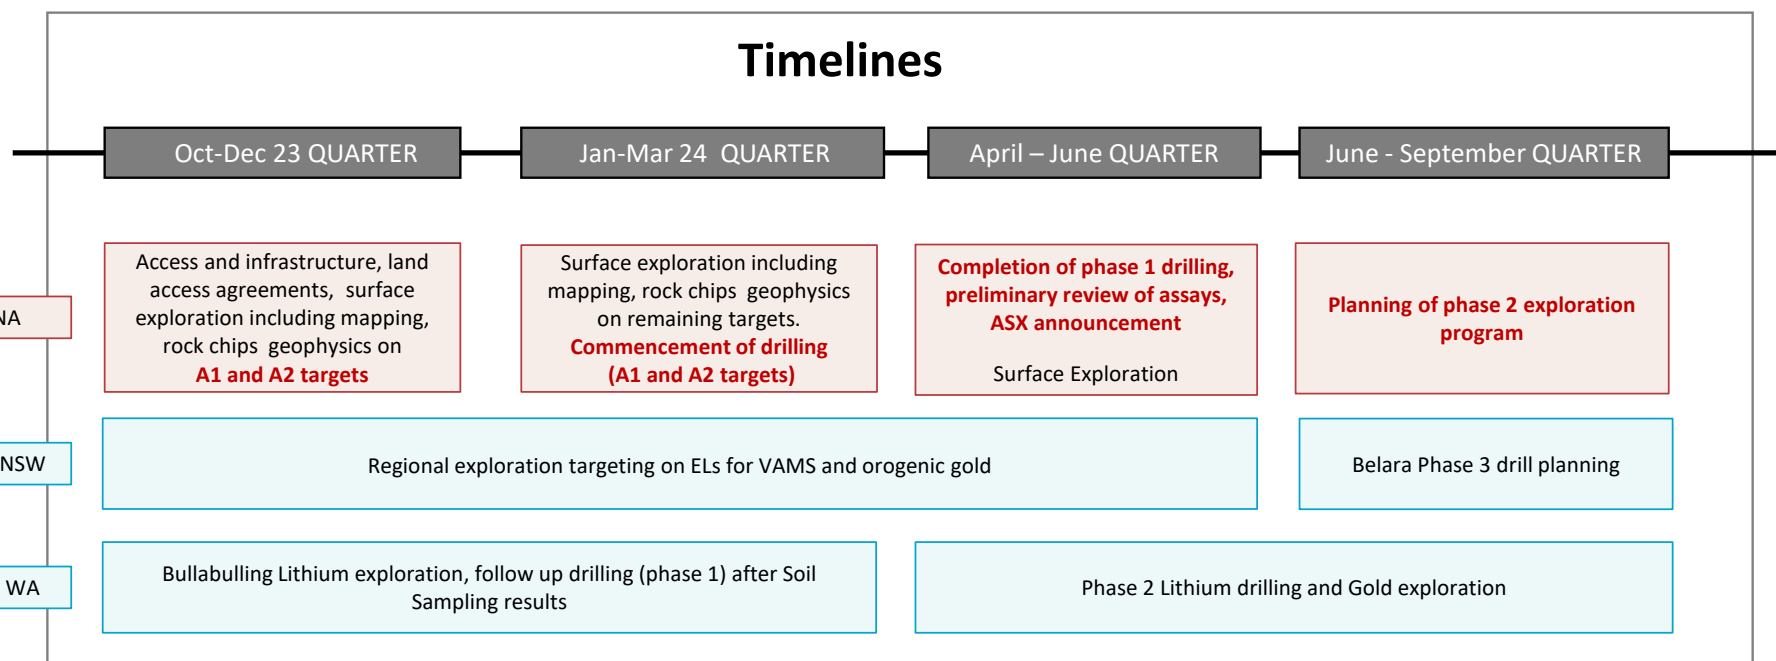 Timelines
Oct-Dec 23 QUARTER
Jan-Mar 24 QUARTER
April – June QUARTER
June - September QUARTER
Access and infrastructure, land
access agreements, surface
exploration including mapping,
rock chips geophysics on
A1 and A2 targets
Surface exploration including
mapping, rock chips geophysics
on remaining targets.
Commencement of drilling
(A1 and A2 targets)
Completion of phase 1 drilling,
preliminary review of assays,
ASX announcement
Surface Exploration
Planning of phase 2 exploration
program
NSW
Regional exploration targeting on ELs for VAMS and orogenic gold
Belara Phase 3 drill planning
WA
Bullabulling Lithium exploration, follow up drilling (phase 1) after Soil
Sampling results
Phase 2 Lithium drilling and Gold exploration